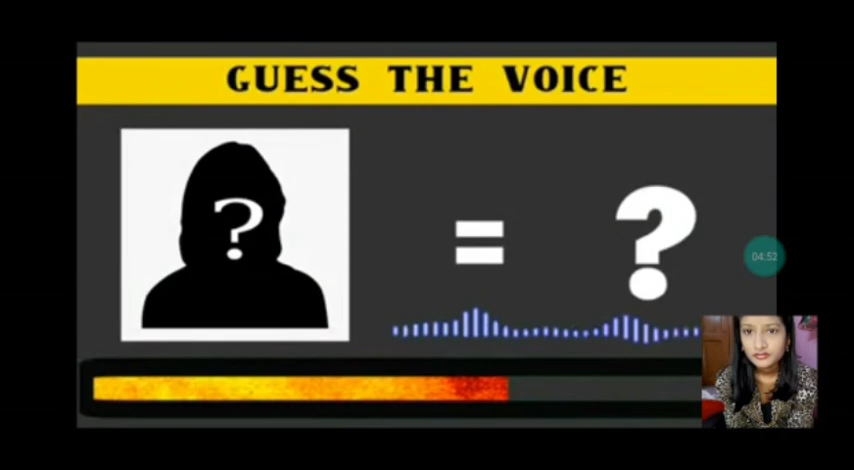 GUESS THE VOICE
?
=
?
04:52